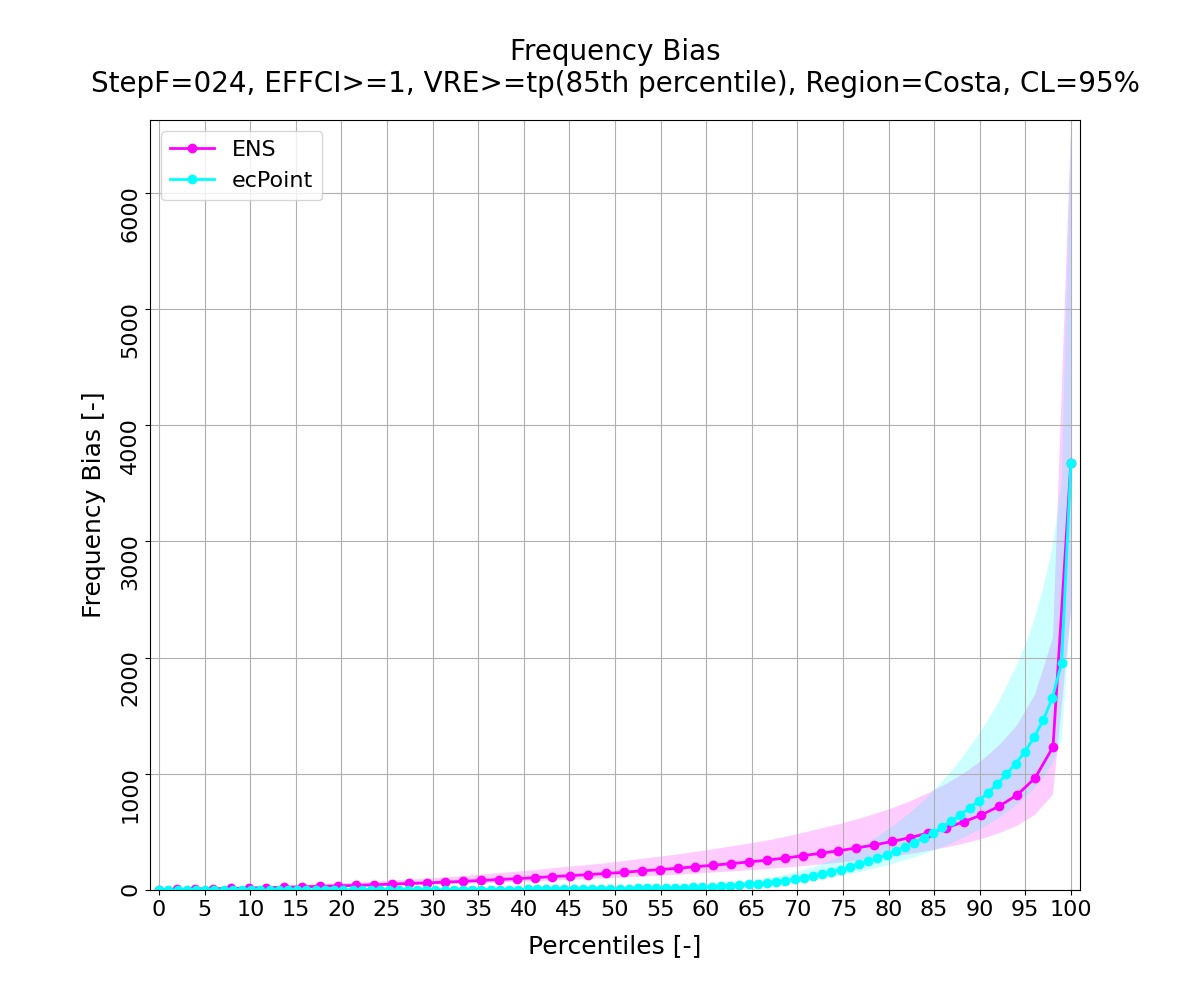 Frequency Bias
StepF=024, EFFCI>=1, VRE>=tp(85th percentile), Region=Costa, CL=95%
ENS
ecPoint
Frequency Bias [-]
6000
5000
4000
3000
2000
1000
0
0 5 10 15 20 25 30 35 40 45 50 55 60 65 70 75 80 85 90 95 100
Percentiles [-]